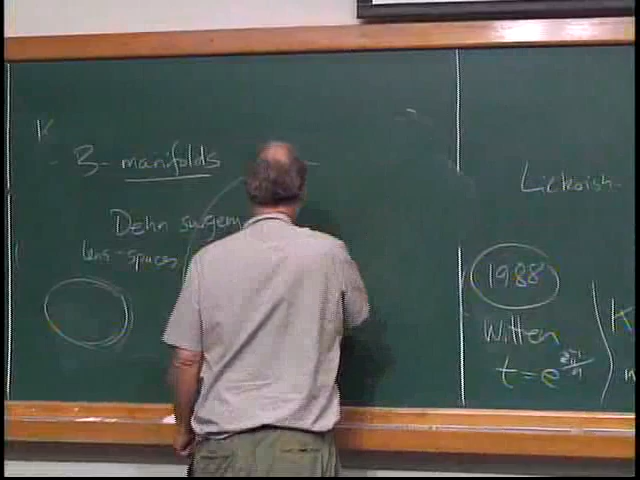 K
3-manifolds
Dehn surgery
lens-spaces
Lickorish-
1988
Witten
t = e^{2πi/n}
K